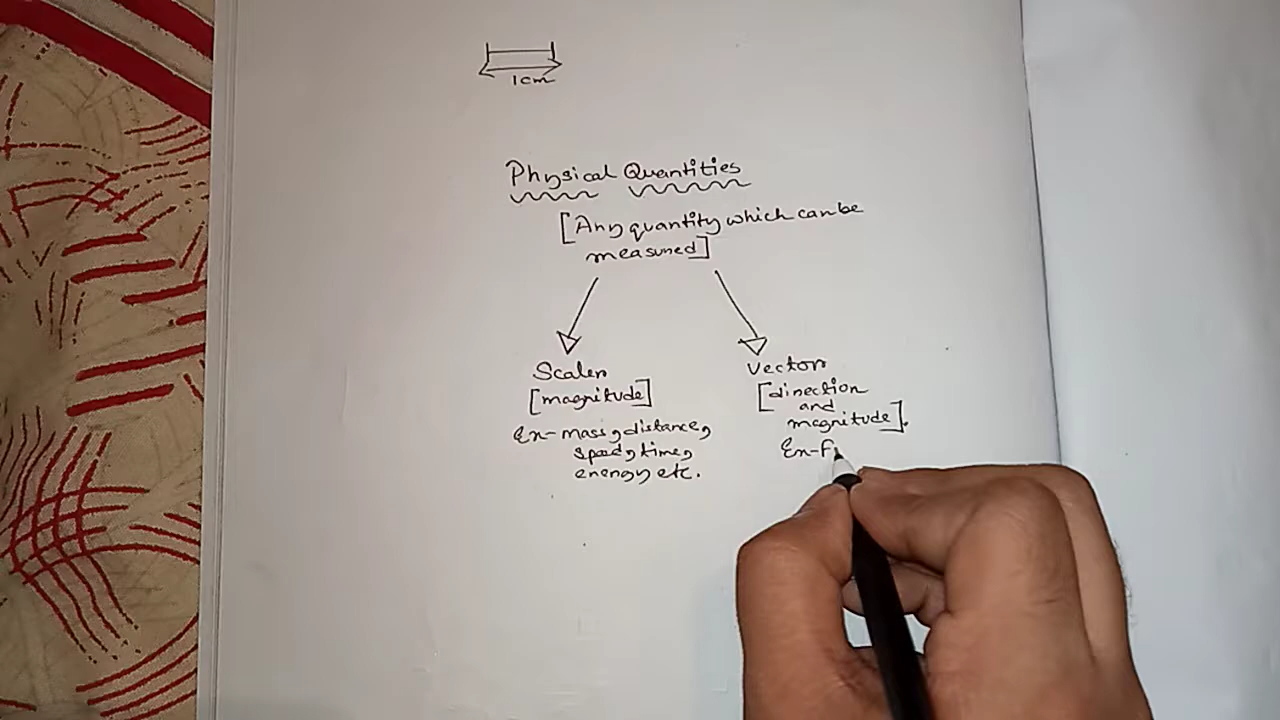 1cm
Physical Quantities
[Any quantity which can be
measured]
Scaler
[magnitude]
Ex- mass, distance,
speed, time,
energy etc.
Vector
[direction
and
magnitude].
Ex-F